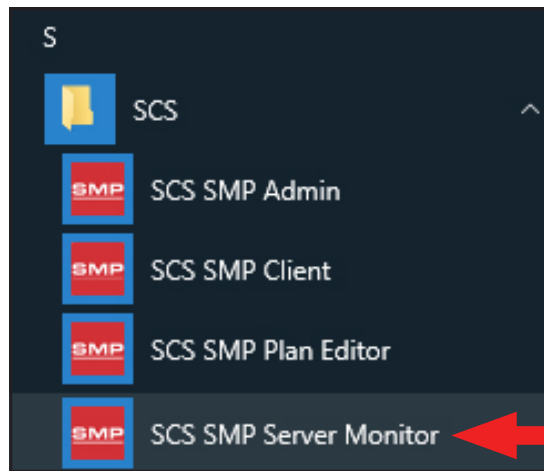 S
SCS
SMP SCS SMP Admin
SMP SCS SMP Client
SMP SCS SMP Plan Editor
SMP SCS SMP Server Monitor